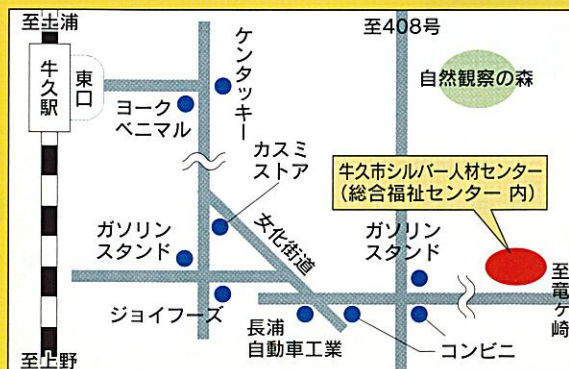 至土浦
牛久駅
東口
ケンタッキー
至408号
自然観察の森
ヨーク
ベニマル
カスミ
ストア
牛久市シルバー人材センター
(総合福祉センター 内)
ガソリン
スタンド
女化街道
ガソリン
スタンド
至竜ケ崎
ジョイフーズ
長浦
自動車工業
コンビニ
至上野